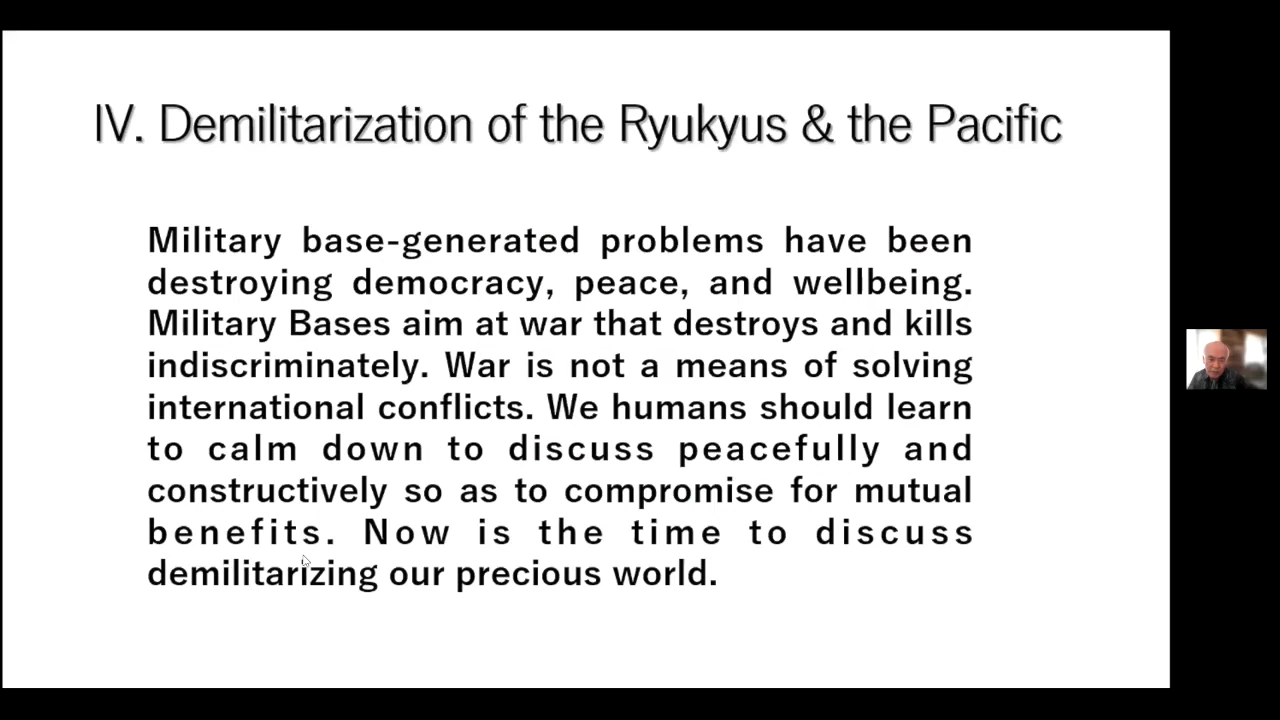 IV. Demilitarization of the Ryukyus & the Pacific
Military base-generated problems have been
destroying democracy, peace, and wellbeing.
Military Bases aim at war that destroys and kills
indiscriminately. War is not a means of solving
international conflicts. We humans should learn
to calm down to discuss peacefully and
constructively so as to compromise for mutual
benefits. Now is the time to discuss
demilitarizing our precious world.